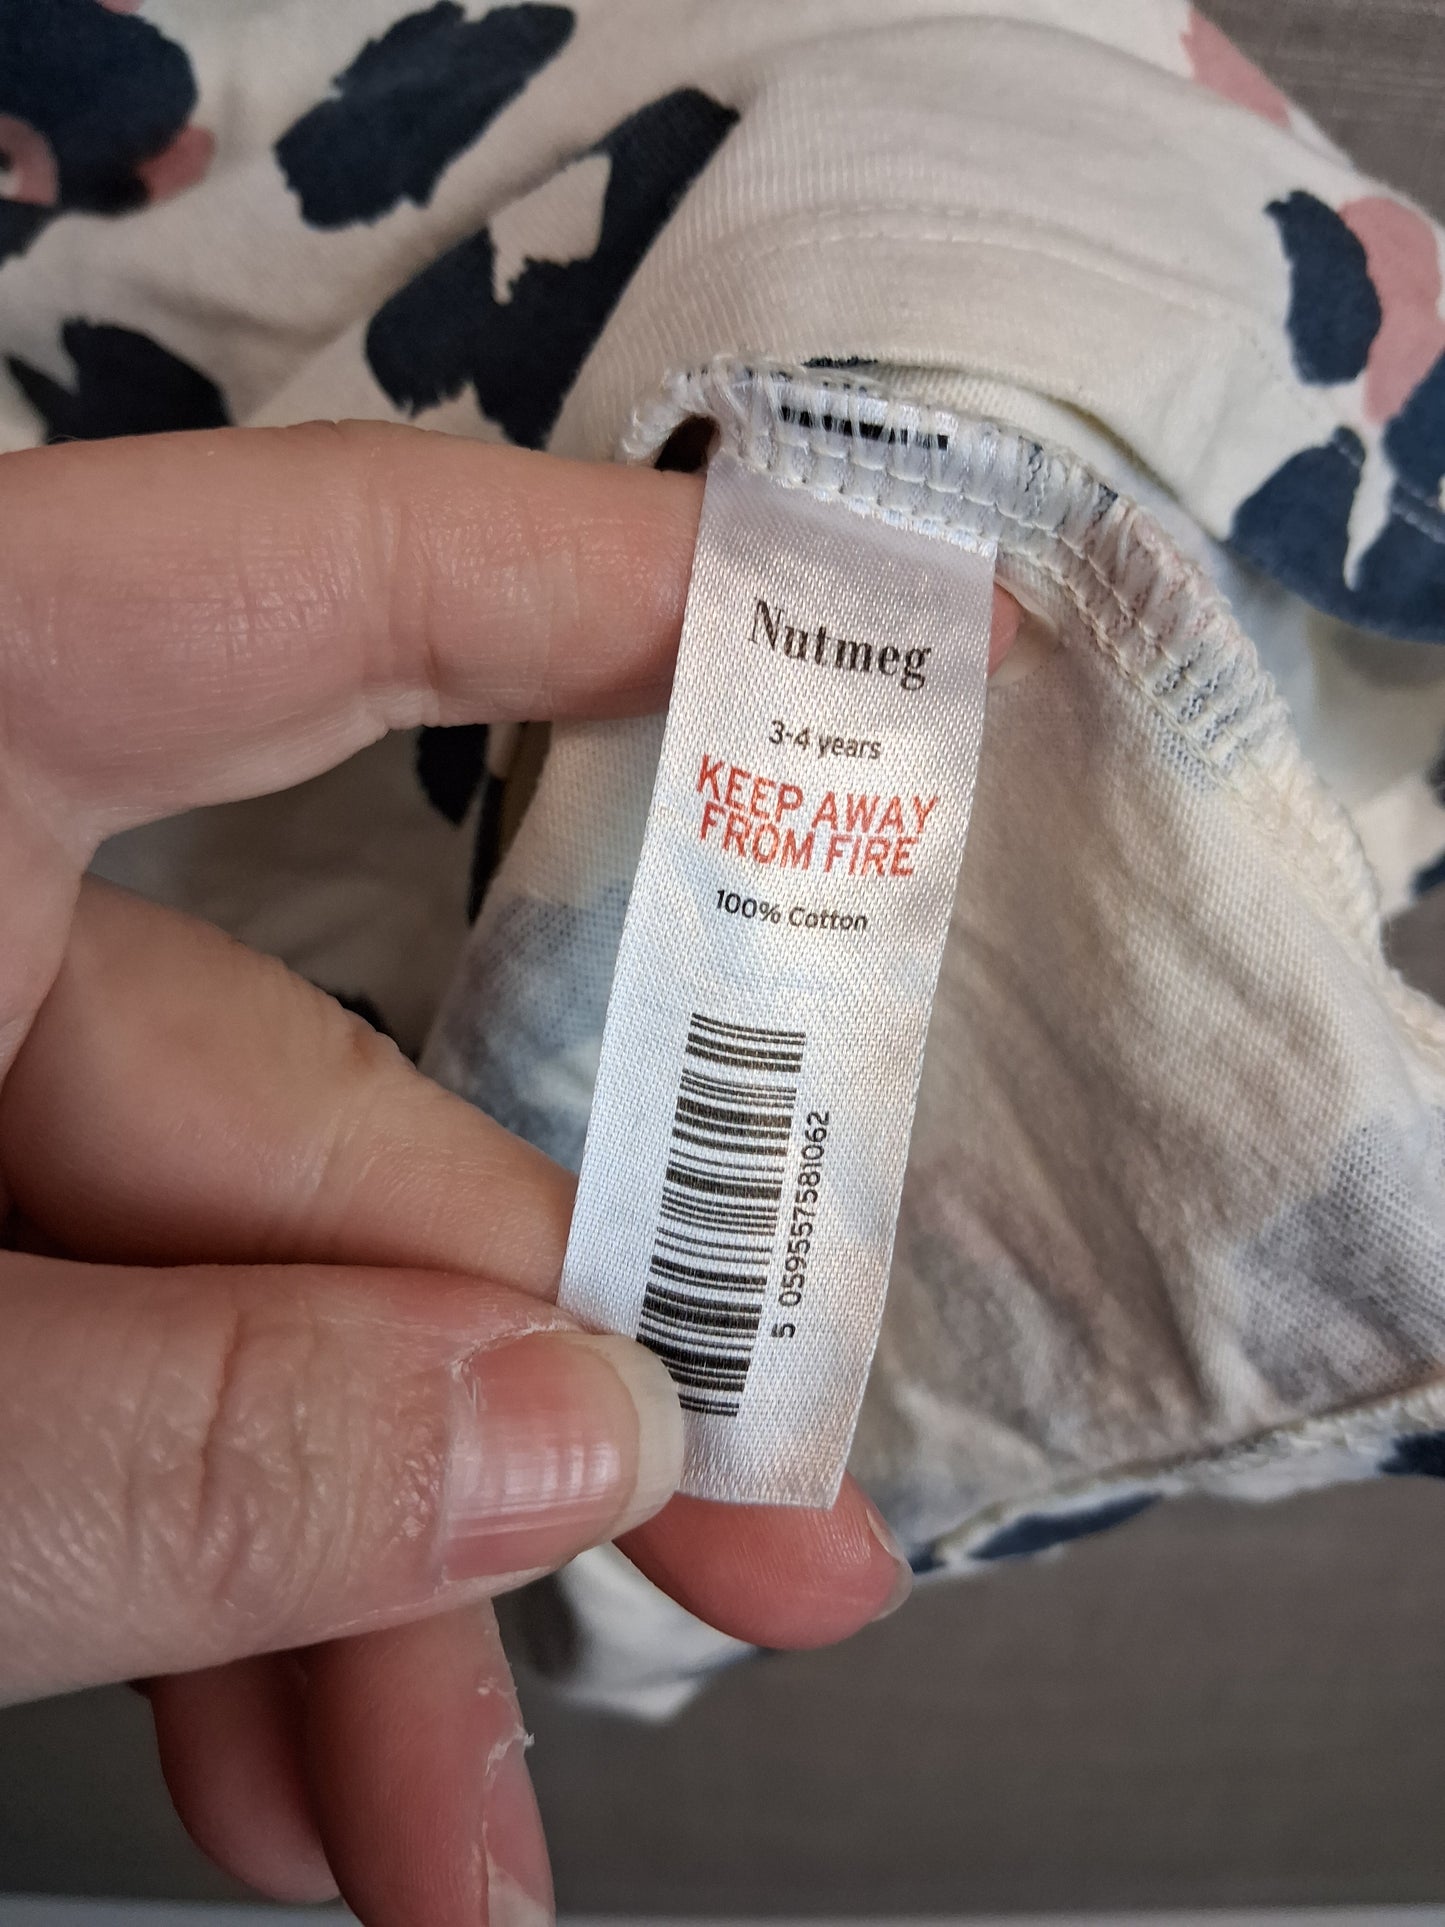 Nutmeg
3-4 years
KEEP AWAY
FROM FIRE
100% Cotton
5 059557581062